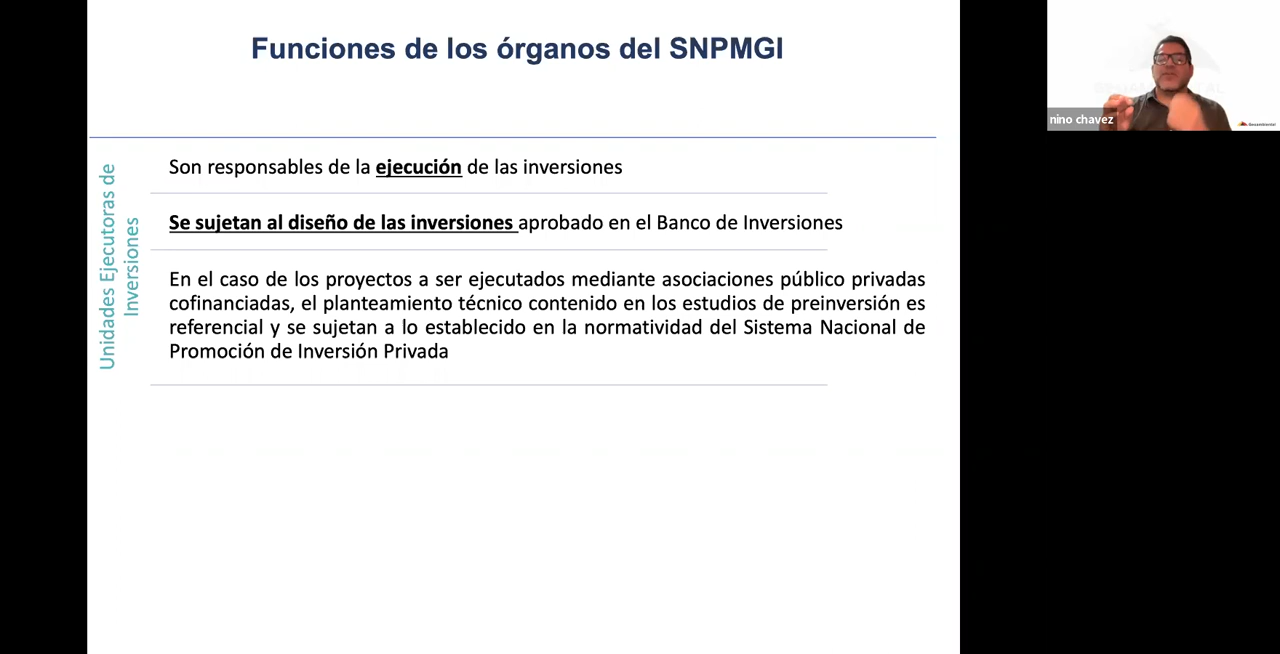 Funciones de los órganos del SNPMGI
nino chavez
Unidades Ejecutoras de
Inversiones
Son responsables de la ejecución de las inversiones
Se sujetan al diseño de las inversiones aprobado en el Banco de Inversiones
En el caso de los proyectos a ser ejecutados mediante asociaciones público privadas
cofinanciadas, el planteamiento técnico contenido en los estudios de preinversión es
referencial y se sujetan a lo establecido en la normatividad del Sistema Nacional de
Promoción de Inversión Privada